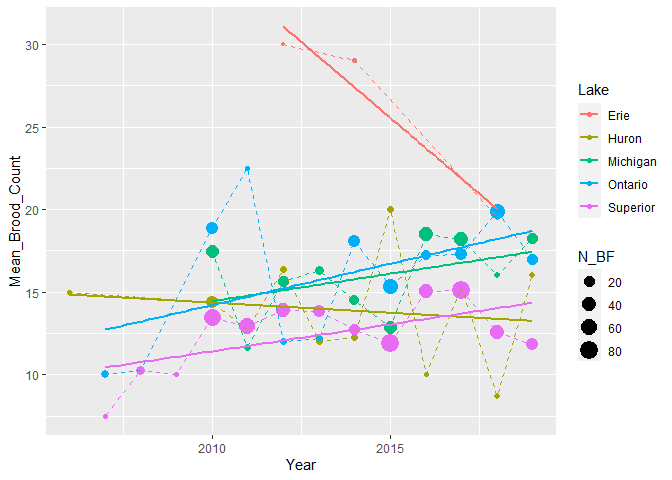 30
25
20
15
10
Mean_Brood_Count
2010
2015
Year
Lake
Erie
Huron
Michigan
Ontario
Superior
N_BF
20
40
60
80